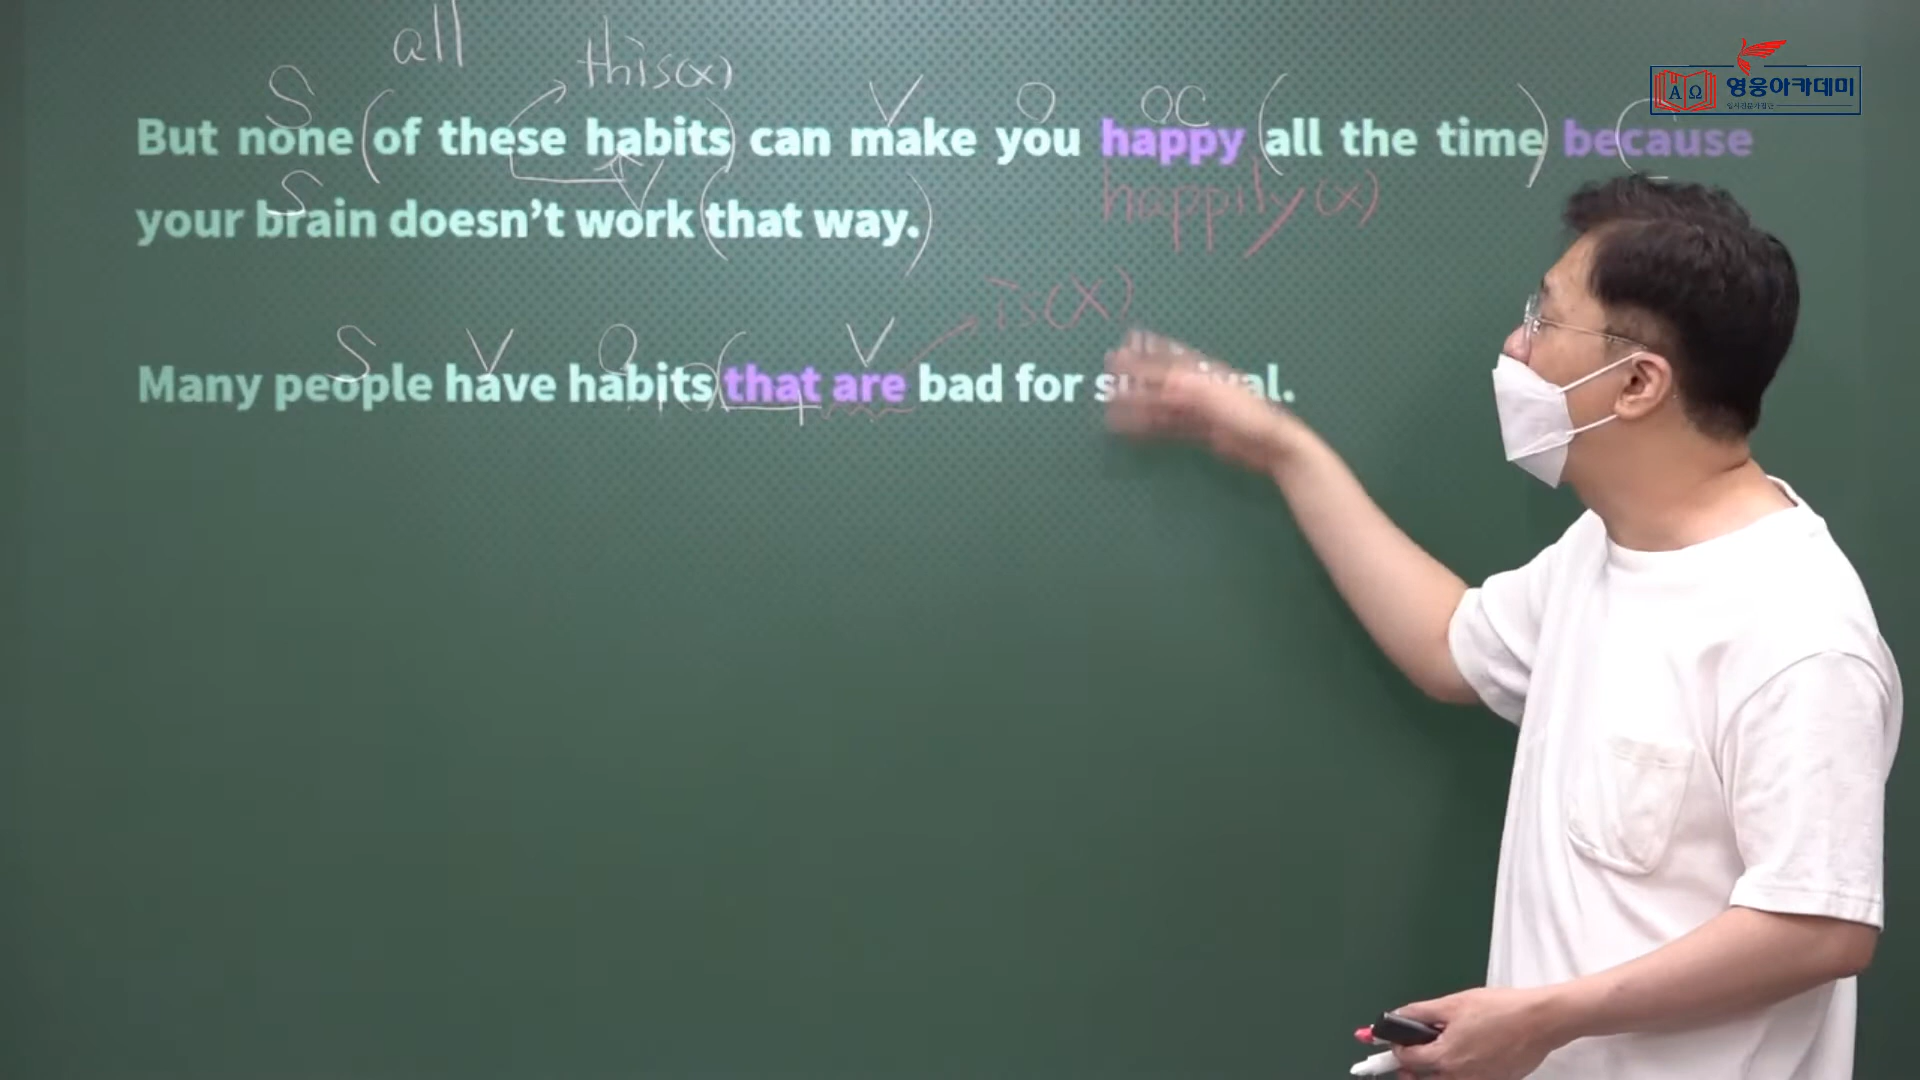 all
this(x)
S V O OC
But none (of these habits) can make you happy (all the time) because
happily(x)
S V
your brain doesn't work (that way.)
is(X)
S V O V
Many people have habits (that are bad for survival.
영웅아카데미
A Ω